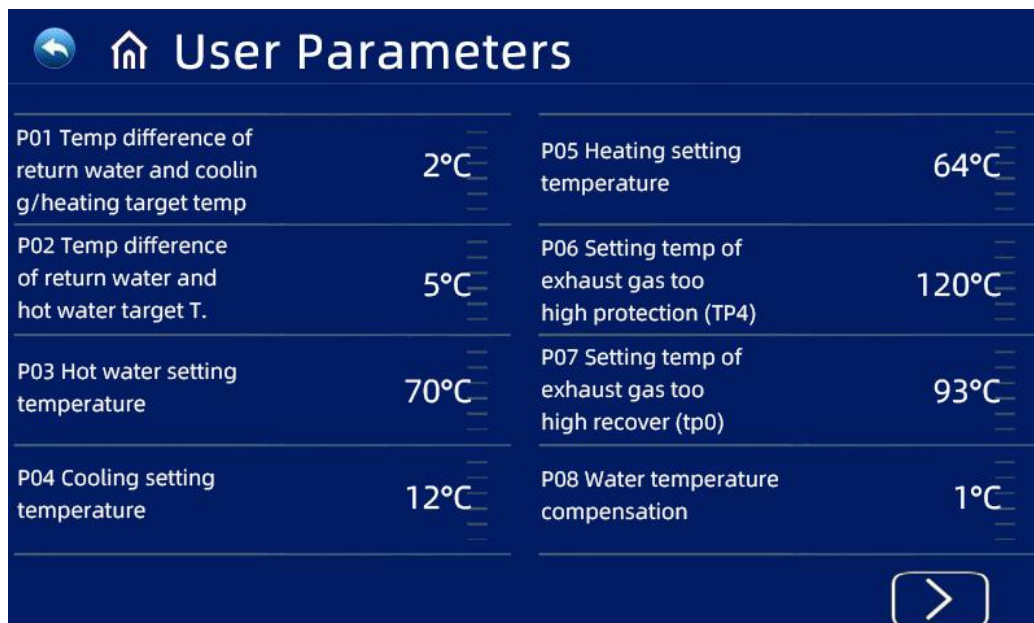 User Parameters
P01 Temp difference of
return water and coolin
g/heating target temp
2°C
P02 Temp difference
of return water and
hot water target T.
5°C
P03 Hot water setting
temperature
70°C
P04 Cooling setting
temperature
12°C
P05 Heating setting
temperature
64°C
P06 Setting temp of
exhaust gas too
high protection (TP4)
120°C
P07 Setting temp of
exhaust gas too
high recover (tp0)
93°C
P08 Water temperature
compensation
1°C